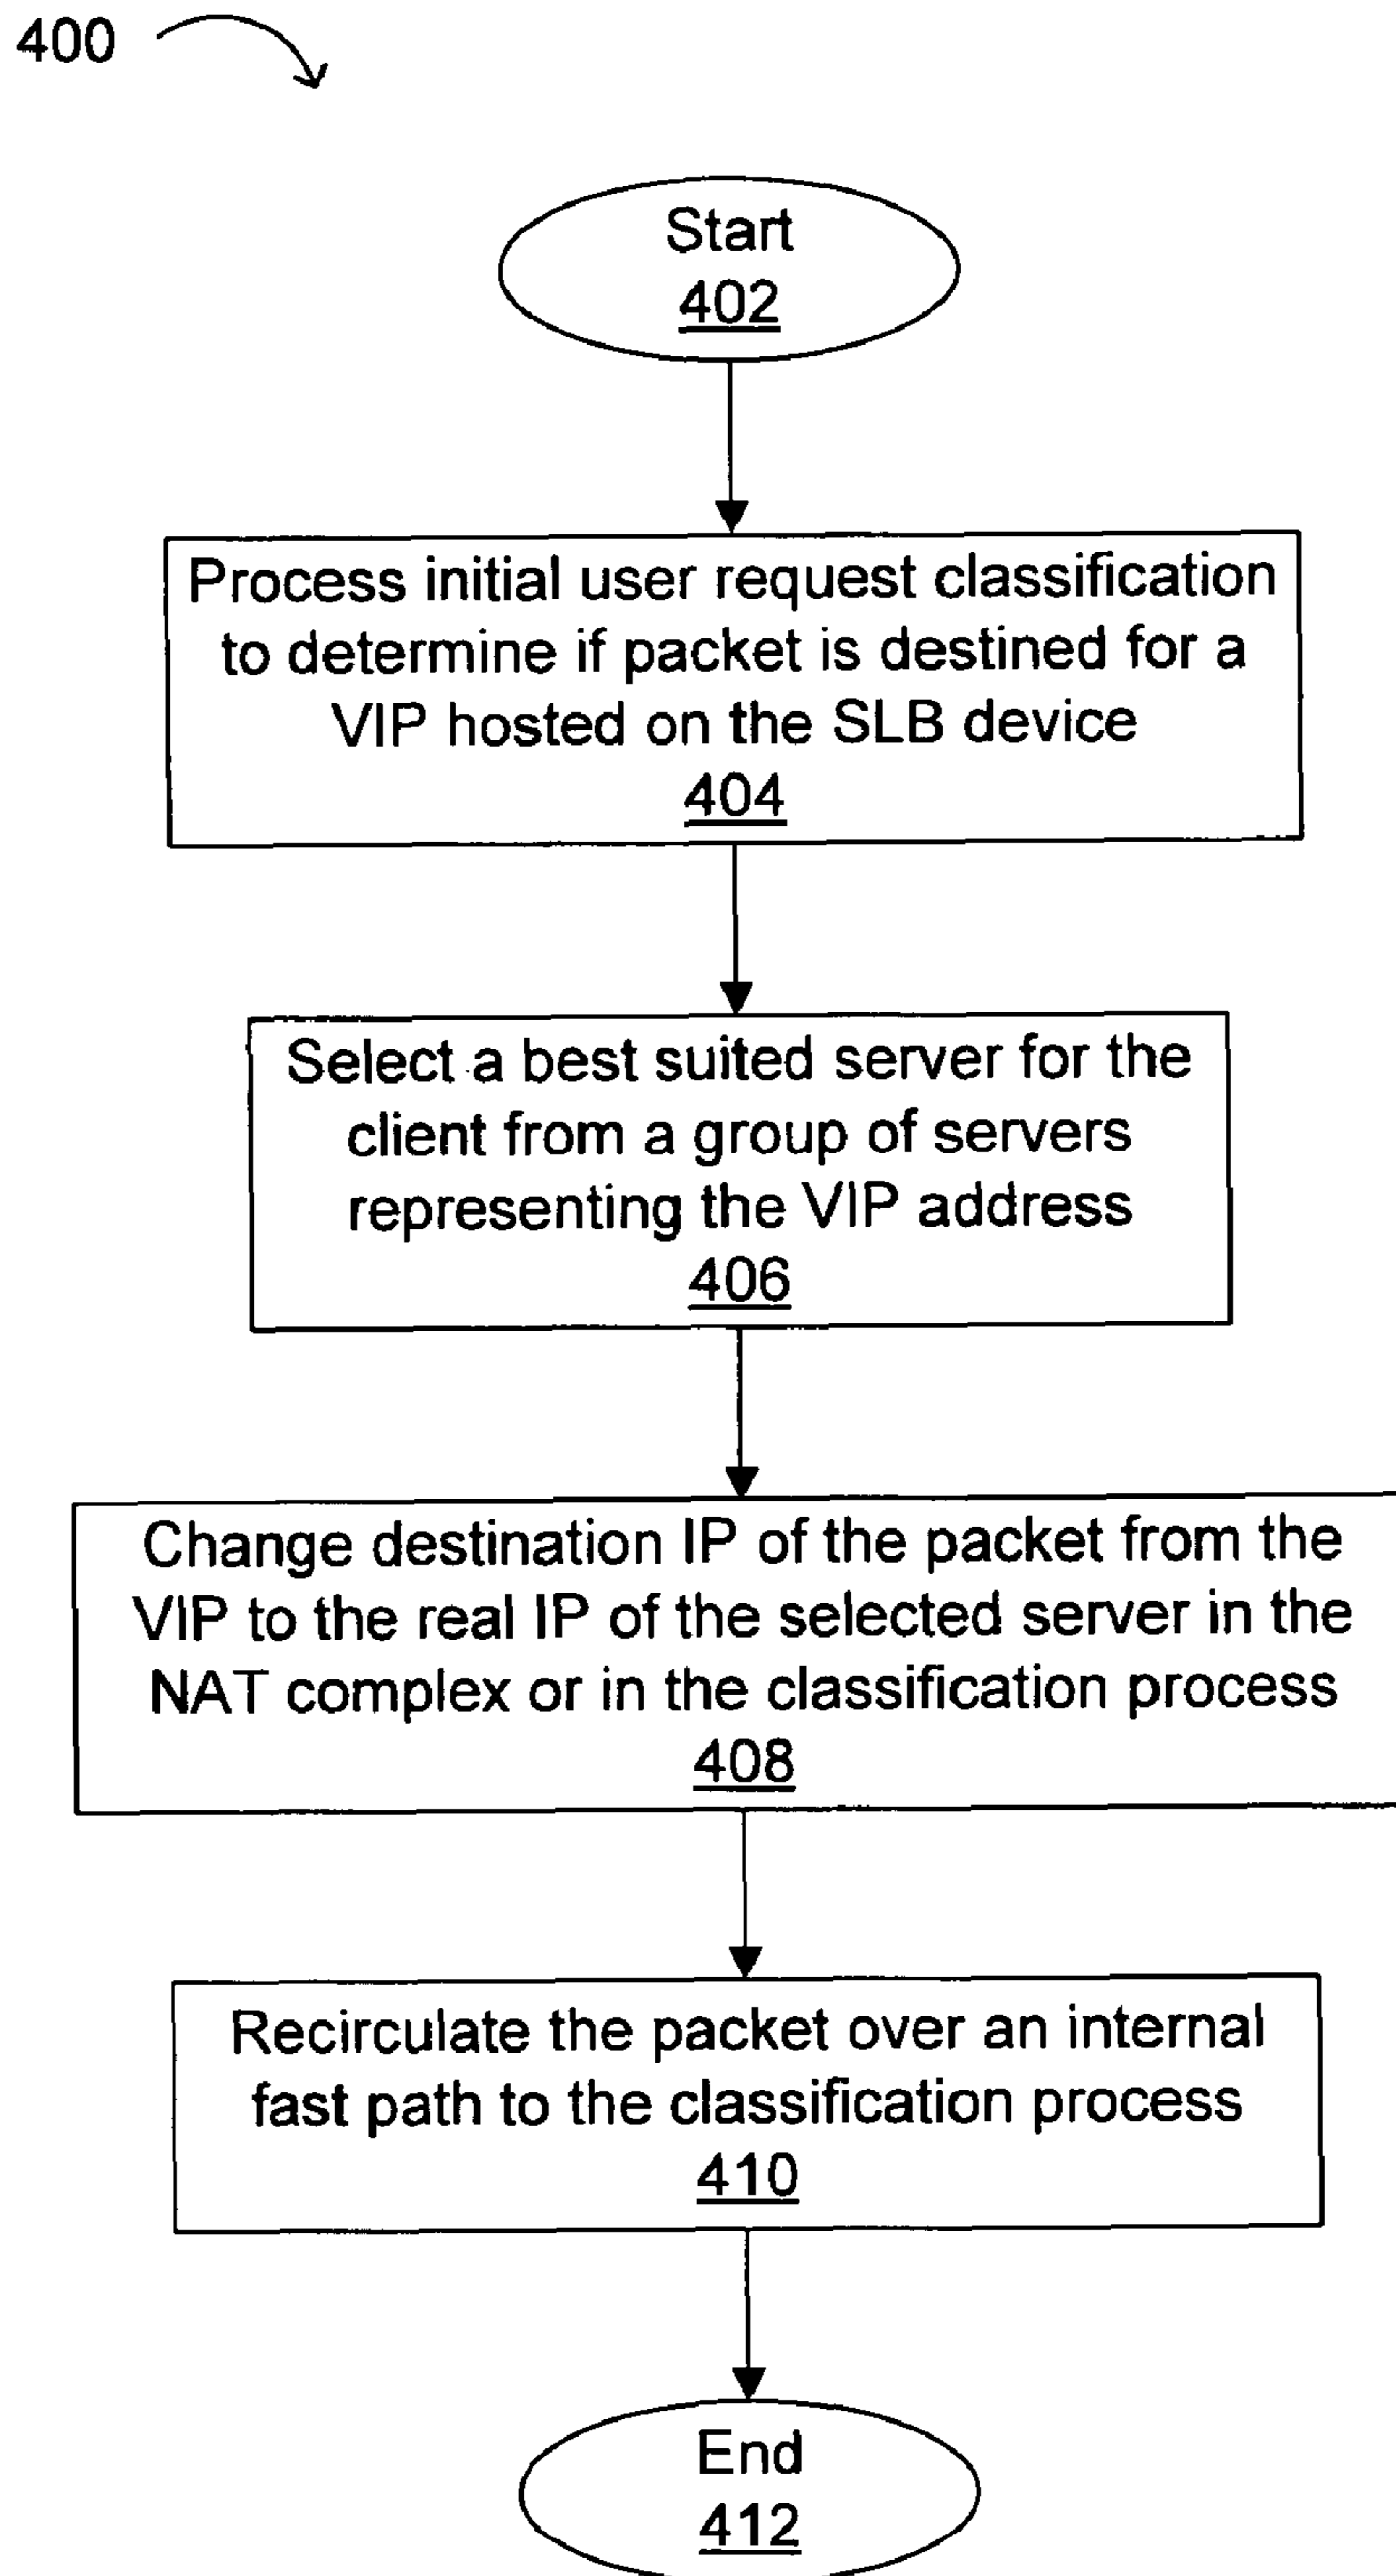 400
Start
402
Process initial user request classification
to determine if packet is destined for a
VIP hosted on the SLB device
404
Select a best suited server for the
client from a group of servers
representing the VIP address
406
Change destination IP of the packet from the
VIP to the real IP of the selected server in the
NAT complex or in the classification process
408
Recirculate the packet over an internal
fast path to the classification process
410
End
412